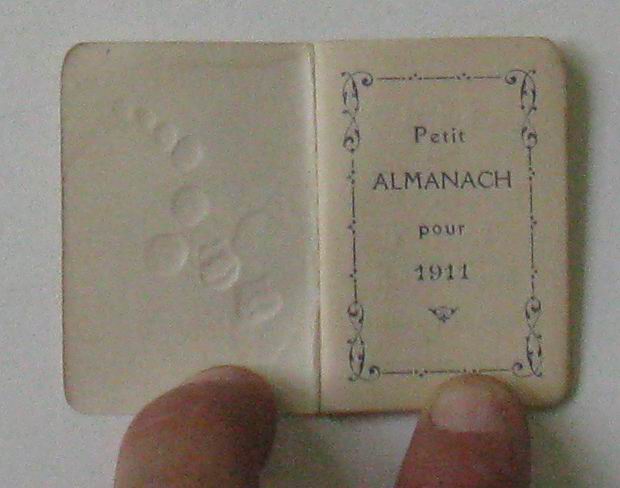 Petit
ALMANACH
pour
1911